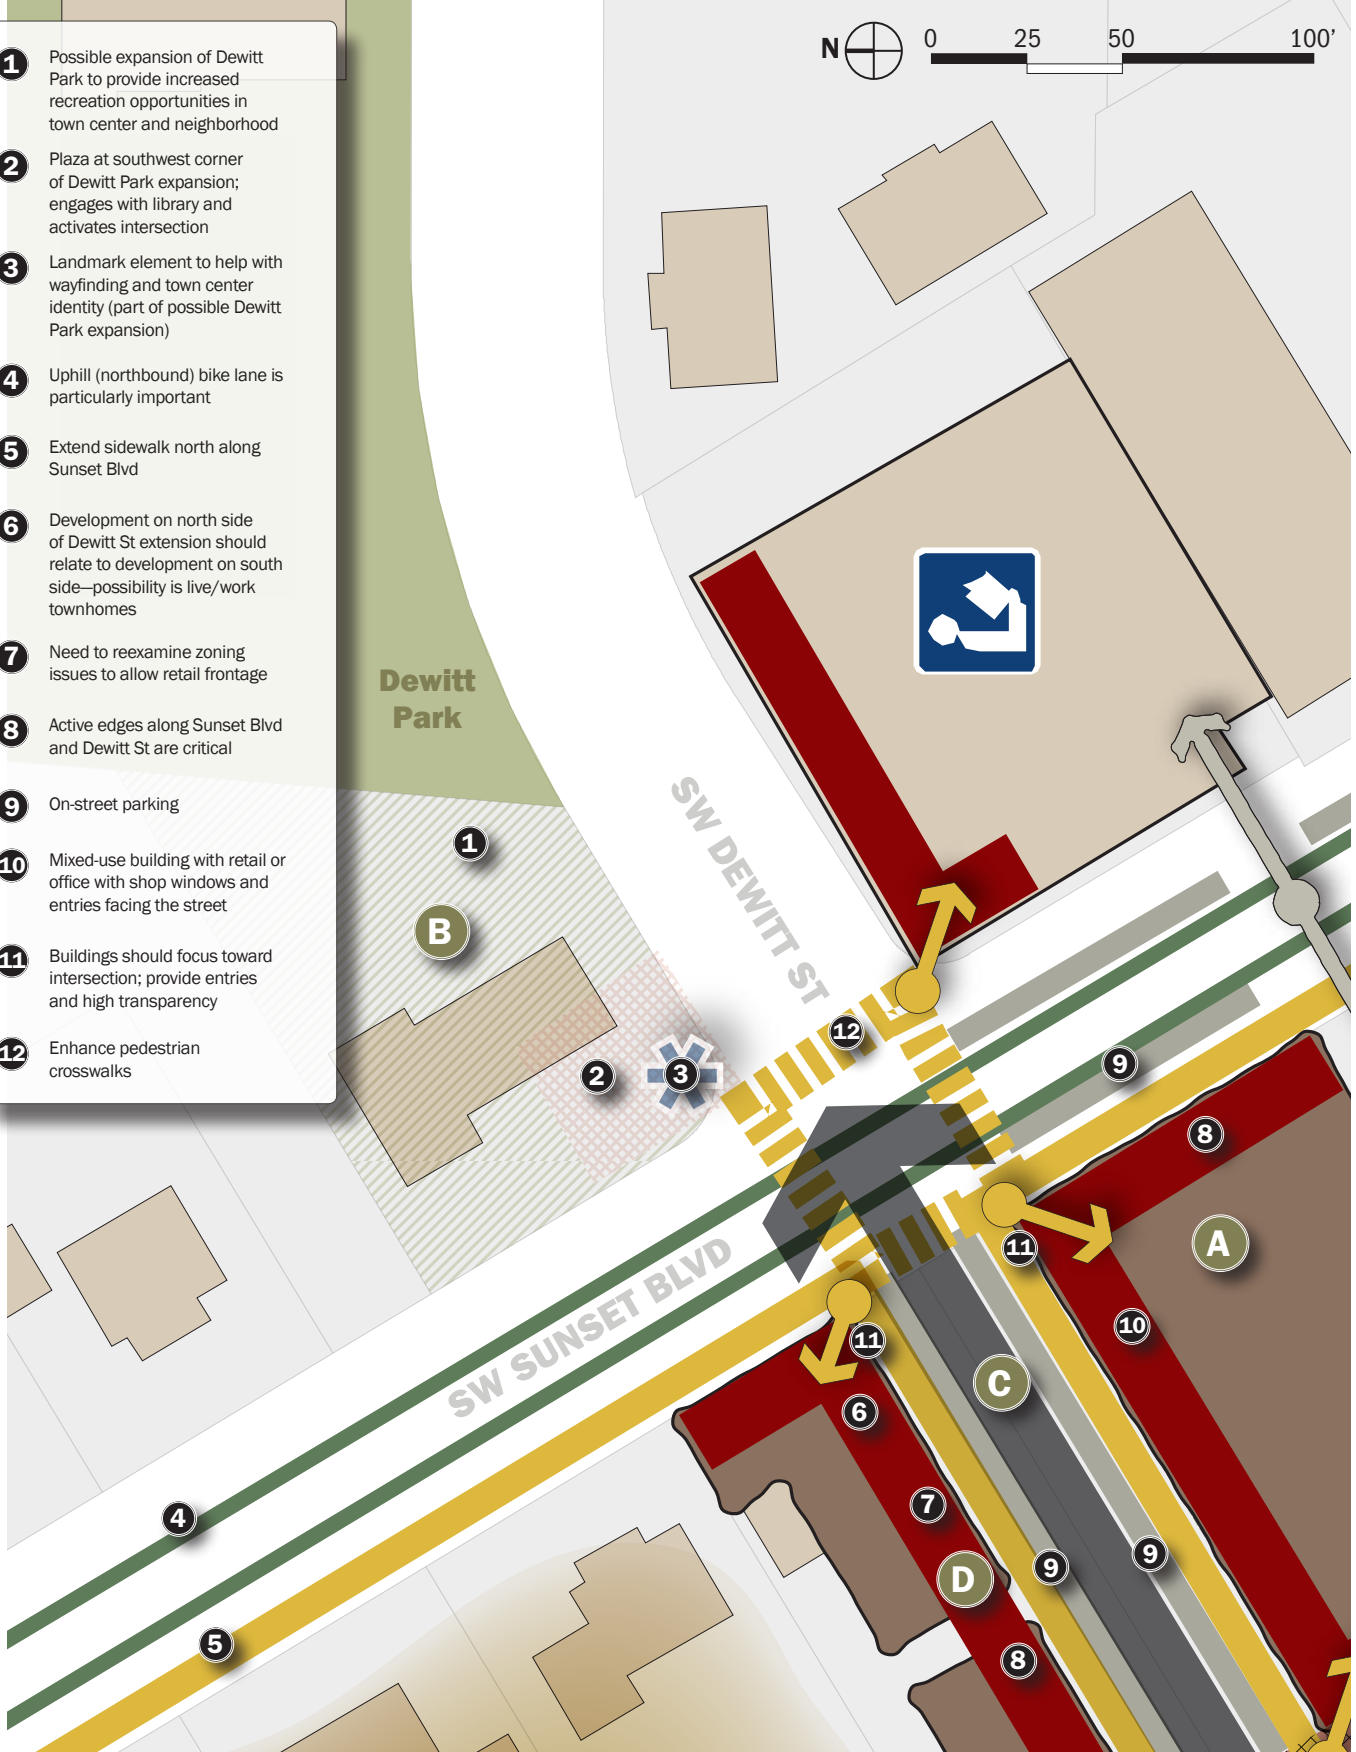 1
Possible expansion of Dewitt
Park to provide increased
recreation opportunities in
town center and neighborhood
2
Plaza at southwest corner
of Dewitt Park expansion;
engages with library and
activates intersection
3
Landmark element to help with
wayfinding and town center
identity (part of possible Dewitt
Park expansion)
4
Uphill (northbound) bike lane is
particularly important
5
Extend sidewalk north along
Sunset Blvd
6
Development on north side
of Dewitt St extension should
relate to development on south
side—possibility is live/work
townhomes
7
Need to reexamine zoning
issues to allow retail frontage
8
Active edges along Sunset Blvd
and Dewitt St are critical
9
On-street parking
10
Mixed-use building with retail or
office with shop windows and
entries facing the street
11
Buildings should focus toward
intersection; provide entries
and high transparency
12
Enhance pedestrian
crosswalks
N
0 25 50 100'
Dewitt
Park
SW DEWITT ST
1
B
2
3
12
9
8
A
11
10
SW SUNSET BLVD
11
C
6
7
9
9
D
8
4
5